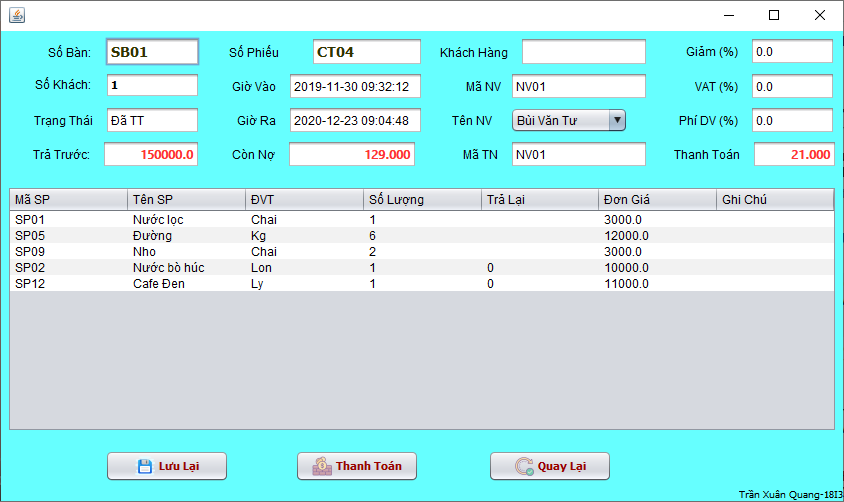 Số Bàn: SB01 Số Phiếu CT04 Khách Hàng Giảm (%) 0.0
Số Khách: 1 Giờ Vào 2019-11-30 09:32:12 Mã NV NV01 VAT (%) 0.0
Trạng Thái Đã TT Giờ Ra 2020-12-23 09:04:48 Tên NV Bùi Văn Tư Phí DV (%) 0.0
Trả Trước: 150000.0 Còn Nợ 129.000 Mã TN NV01 Thanh Toán 21.000
Mã SP Tên SP ĐVT Số Lượng Trả Lại Đơn Giá Ghi Chú
SP01 Nước lọc Chai 1 3000.0
SP05 Đường Kg 6 12000.0
SP09 Nho Chai 2 3000.0
SP02 Nước bò húc Lon 1 0 10000.0
SP12 Cafe Đen Ly 1 0 11000.0
Lưu Lại Thanh Toán Quay Lại
Trần Xuân Quang-18I3